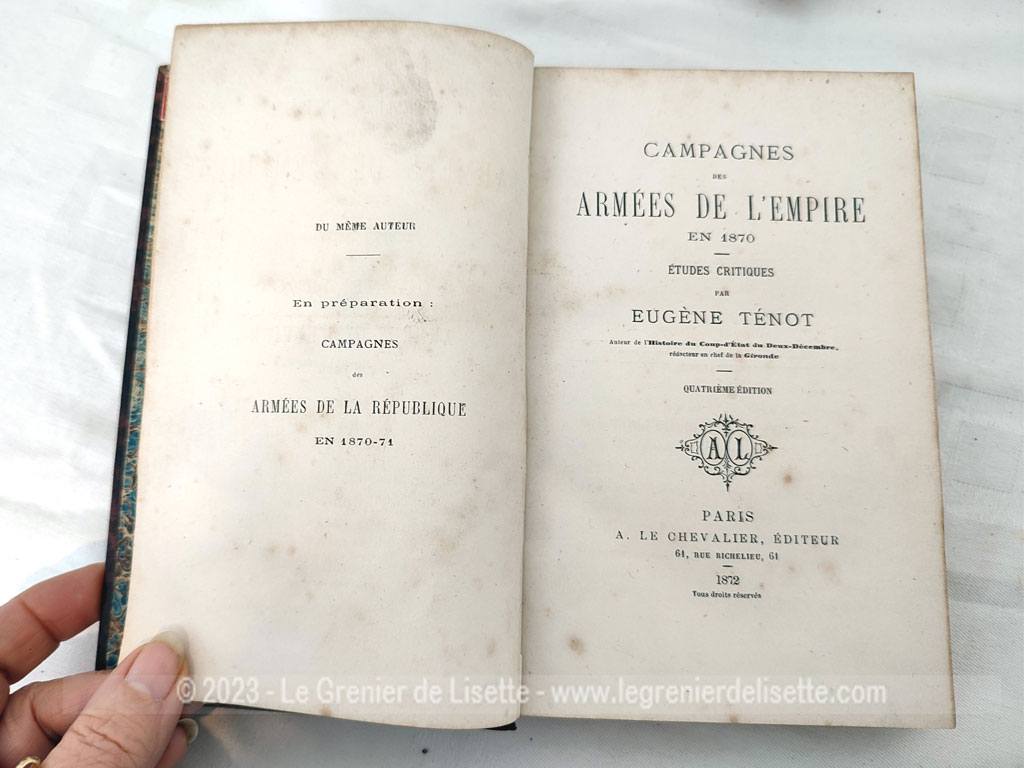 DU MÊME AUTEUR
En préparation :
CAMPAGNES
des
ARMÉES DE LA RÉPUBLIQUE
EN 1870-71
CAMPAGNES
DES
ARMÉES DE L'EMPIRE
EN 1870
ÉTUDES CRITIQUES
PAR
EUGÈNE TÉNOT
Auteur de l'Histoire du Coup-d'État du Deux-Décembre,
rédacteur en chef de la Gironde
QUATRIÈME ÉDITION
AL
PARIS
A. LE CHEVALIER, ÉDITEUR
61, RUE RICHELIEU, 61
1872
Tous droits réservés
© 2023 - Le Grenier de Lisette - www.legrenierdelisette.com